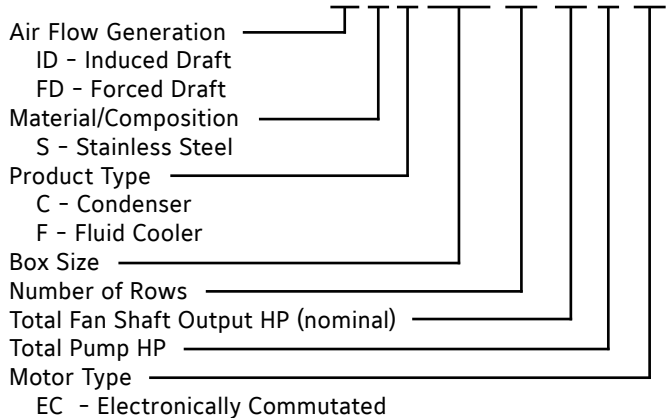 Air Flow Generation
ID - Induced Draft
FD - Forced Draft
Material/Composition
S - Stainless Steel
Product Type
C - Condenser
F - Fluid Cooler
Box Size
Number of Rows
Total Fan Shaft Output HP (nominal)
Total Pump HP
Motor Type
EC - Electronically Commutated